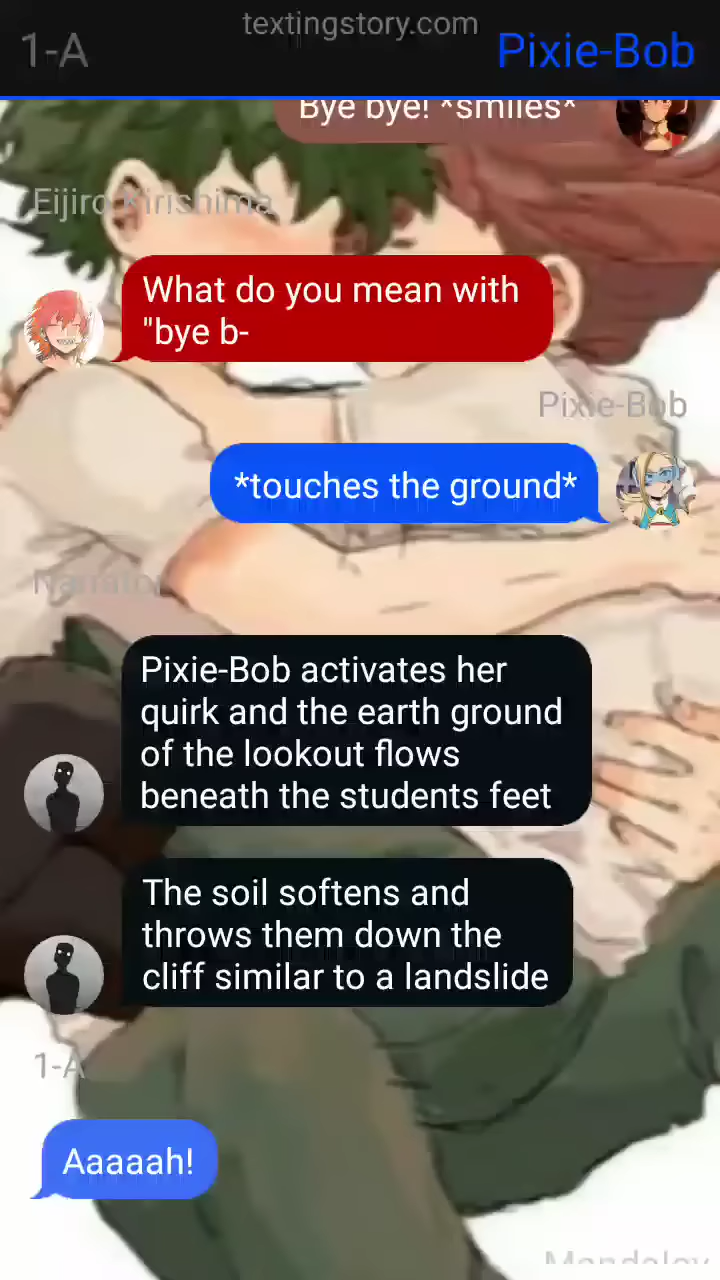 textingstory.com
1-A
Pixie-Bob
Bye bye! *smiles*
Eijiro Kirishima
What do you mean with
"bye b-
Pixie-Bob
*touches the ground*
Narrator
Pixie-Bob activates her
quirk and the earth ground
of the lookout flows
beneath the students feet
The soil softens and
throws them down the
cliff similar to a landslide
1-A
Aaaaah!
Mandalay